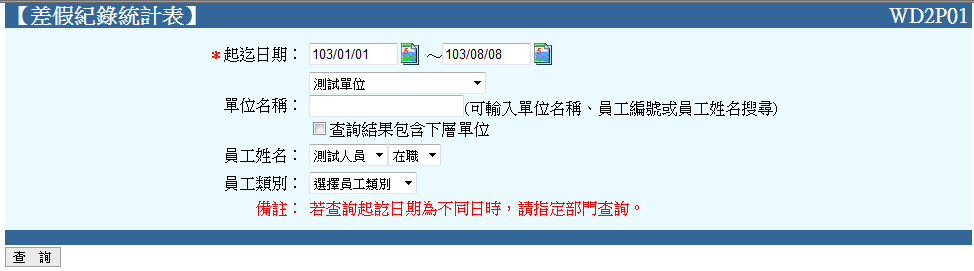 【差假紀錄統計表】 WD2P01
*起迄日期： 103/01/01 ～ 103/08/08
測試單位
單位名稱： (可輸入單位名稱、員工編號或員工姓名搜尋)
查詢結果包含下層單位
員工姓名： 測試人員 在職
員工類別： 選擇員工類別
備註： 若查詢起訖日期為不同日時，請指定部門查詢。
查 詢